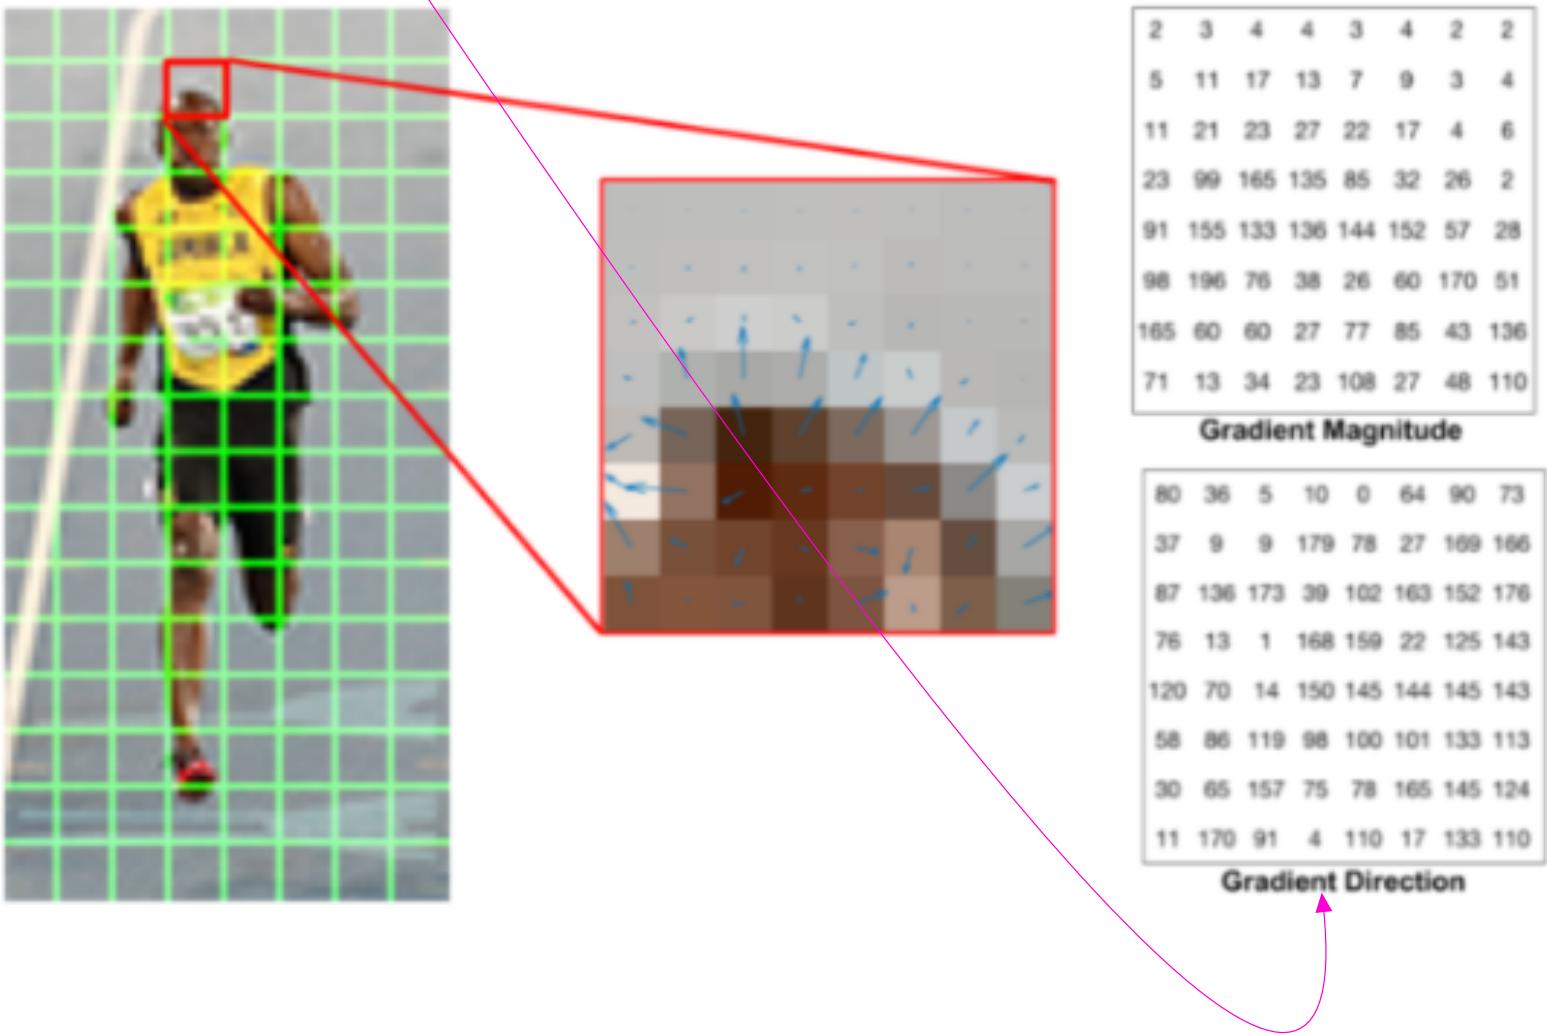 2 3 4 4 3 4 2 2
5 11 17 13 7 9 3 4
11 21 23 27 22 17 4 6
23 99 165 135 85 32 26 2
91 155 133 136 144 152 57 28
98 196 76 38 26 60 170 51
165 60 60 27 77 85 43 136
71 13 34 23 108 27 48 110
Gradient Magnitude
80 36 5 10 0 64 90 73
37 9 9 179 78 27 169 166
87 136 173 39 102 163 152 176
76 13 1 168 159 22 125 143
120 70 14 150 145 144 145 143
58 86 119 98 100 101 133 113
30 65 157 75 78 165 145 124
11 170 91 4 110 17 133 110
Gradient Direction